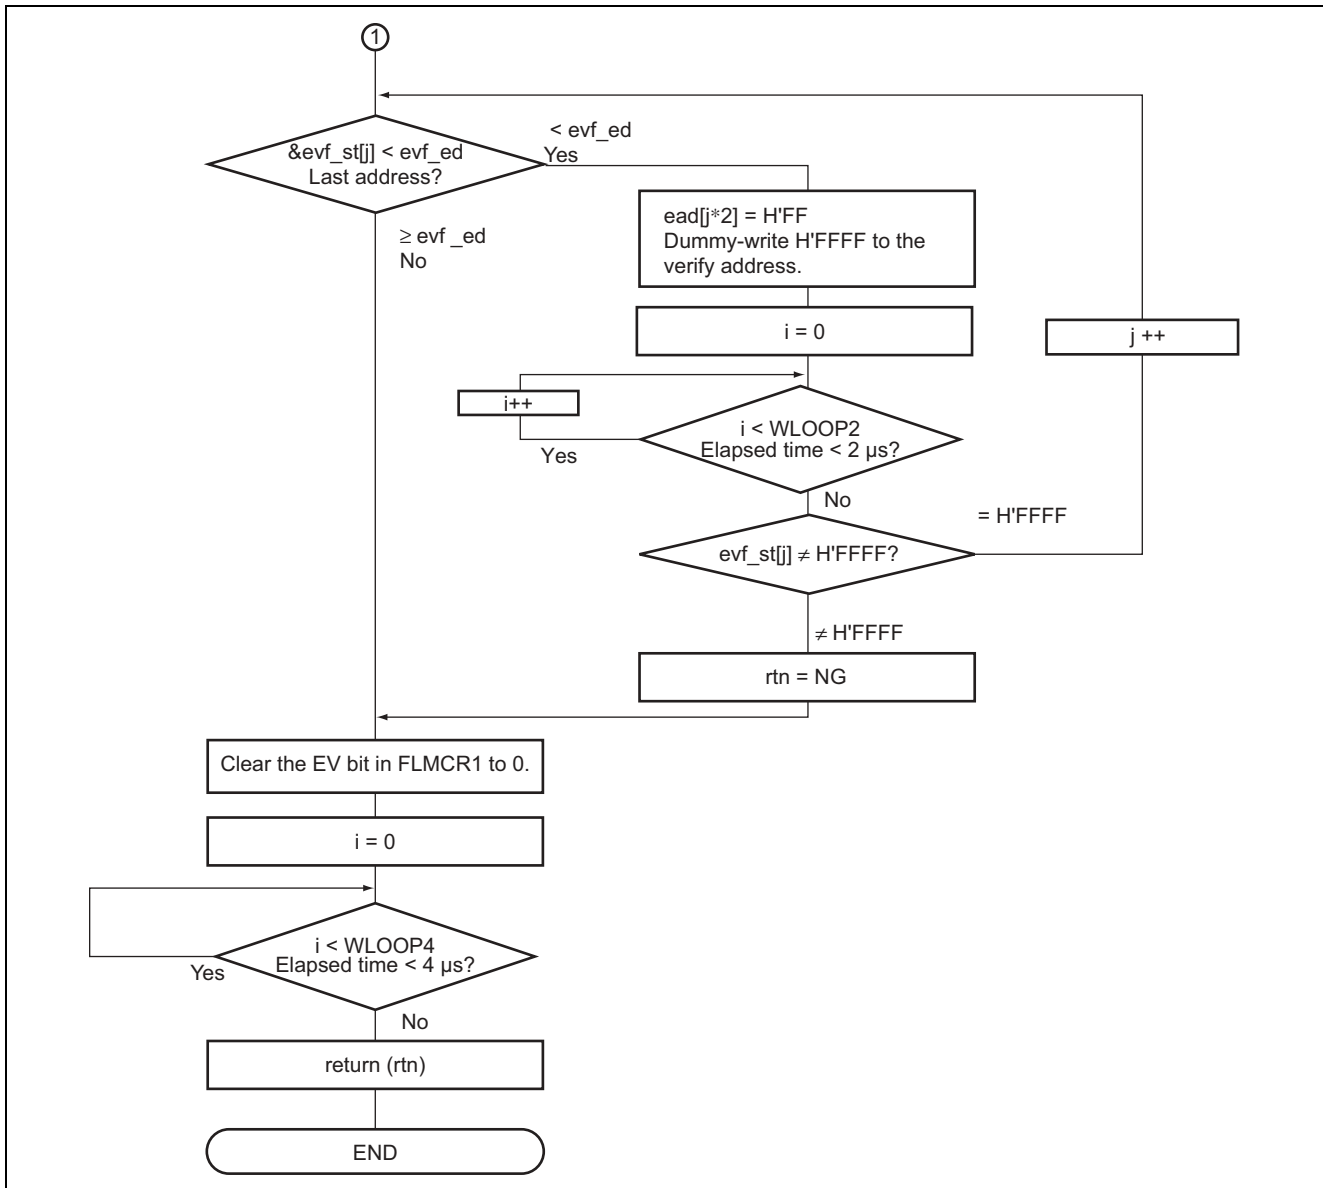 1
&evf_st[j] < evf_ed
Last address?
< evf_ed
Yes
≥ evf _ed
No
ead[j*2] = H'FF
Dummy-write H'FFFF to the
verify address.
i = 0
j ++
i++
i < WLOOP2
Elapsed time < 2 µs?
Yes
No
= H'FFFF
evf_st[j] ≠ H'FFFF?
≠ H'FFFF
rtn = NG
Clear the EV bit in FLMCR1 to 0.
i = 0
i < WLOOP4
Elapsed time < 4 µs?
Yes
No
return (rtn)
END